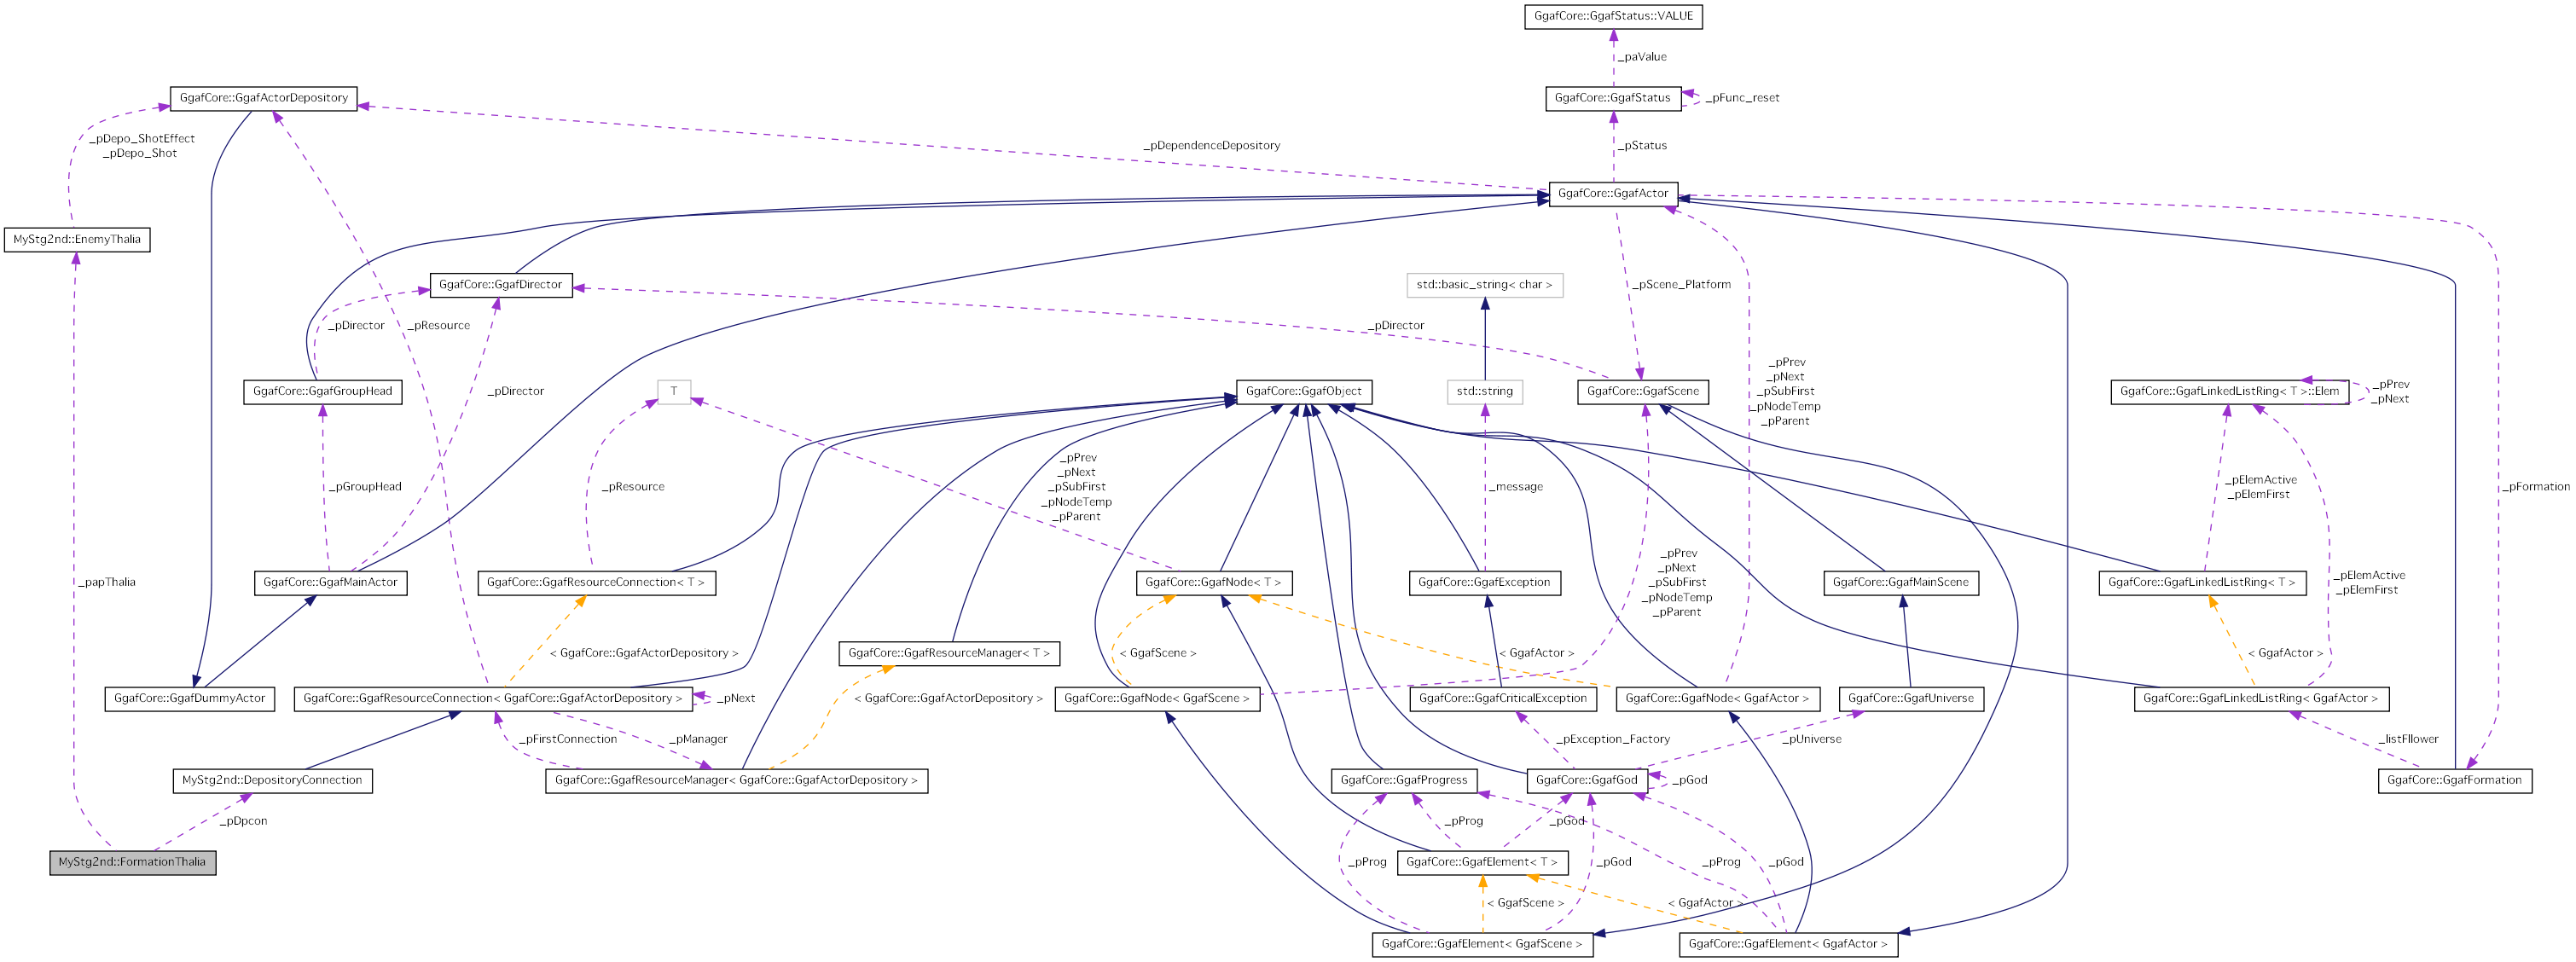 GgafCore::GgafStatus::VALUE
_paValue
GgafCore::GgafActorDepository
GgafCore::GgafStatus
_pFunc_reset
_pDepo_ShotEffect
_pDepo_Shot
_pDependenceDepository
_pStatus
GgafCore::GgafActor
MyStg2nd::EnemyThalia
GgafCore::GgafDirector
std::basic_string< char >
_pScene_Platform
_pDirector
_pResource
_pDirector
_pPrev
_pNext
_pSubFirst
_pNodeTemp
_pParent
GgafCore::GgafGroupHead
_pDirector
T
GgafCore::GgafObject
std::string
GgafCore::GgafScene
GgafCore::GgafLinkedListRing< T >::Elem
_pPrev
_pNext
_pGroupHead
_pResource
_pPrev
_pNext
_pSubFirst
_pNodeTemp
_pParent
_message
_pElemActive
_pElemFirst
_pFormation
_papThalia
GgafCore::GgafMainActor
GgafCore::GgafResourceConnection< T >
GgafCore::GgafNode< T >
GgafCore::GgafException
_pPrev
_pNext
_pSubFirst
_pNodeTemp
_pParent
GgafCore::GgafMainScene
GgafCore::GgafLinkedListRing< T >
_pElemActive
_pElemFirst
< GgafCore::GgafActorDepository >
GgafCore::GgafResourceManager< T >
< GgafScene >
< GgafActor >
< GgafActor >
GgafCore::GgafDummyActor
GgafCore::GgafResourceConnection< GgafCore::GgafActorDepository >
_pNext
< GgafCore::GgafActorDepository >
GgafCore::GgafNode< GgafScene >
GgafCore::GgafCriticalException
GgafCore::GgafNode< GgafActor >
GgafCore::GgafUniverse
GgafCore::GgafLinkedListRing< GgafActor >
_pFirstConnection
_pManager
_pException_Factory
_pUniverse
_listFllower
MyStg2nd::DepositoryConnection
GgafCore::GgafResourceManager< GgafCore::GgafActorDepository >
GgafCore::GgafProgress
GgafCore::GgafGod
_pGod
GgafCore::GgafFormation
_pDpcon
_pProg
_pGod
MyStg2nd::FormationThalia
_pProg
GgafCore::GgafElement< T >
_pGod
_pProg
_pGod
< GgafScene >
< GgafActor >
GgafCore::GgafElement< GgafScene >
GgafCore::GgafElement< GgafActor >